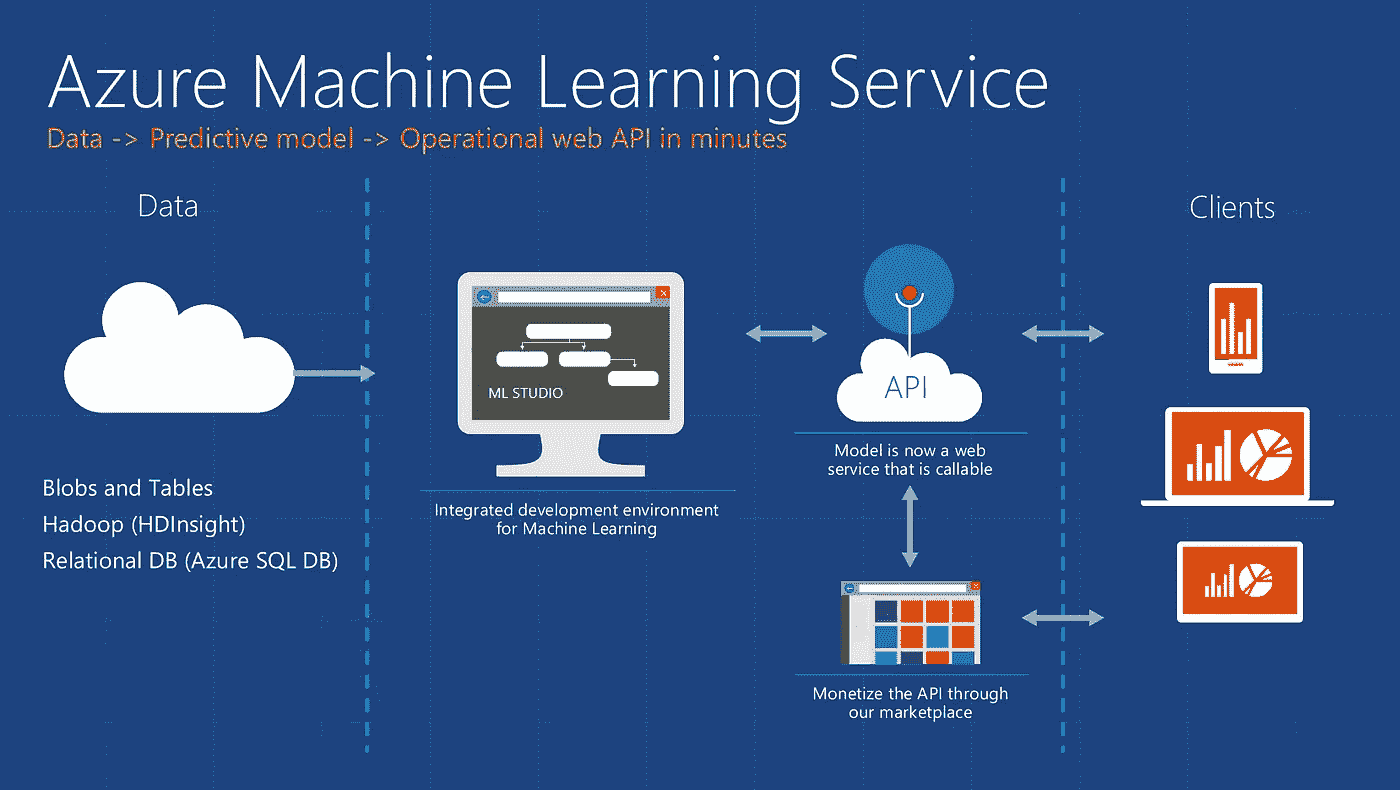 Azure Machine Learning Service
Data -> Predictive model -> Operational web API in minutes
Data
Blobs and Tables
Hadoop (HDInsight)
Relational DB (Azure SQL DB)
ML STUDIO
Integrated development environment
for Machine Learning
API
Model is now a web
service that is callable
Monetize the API through
our marketplace
Clients